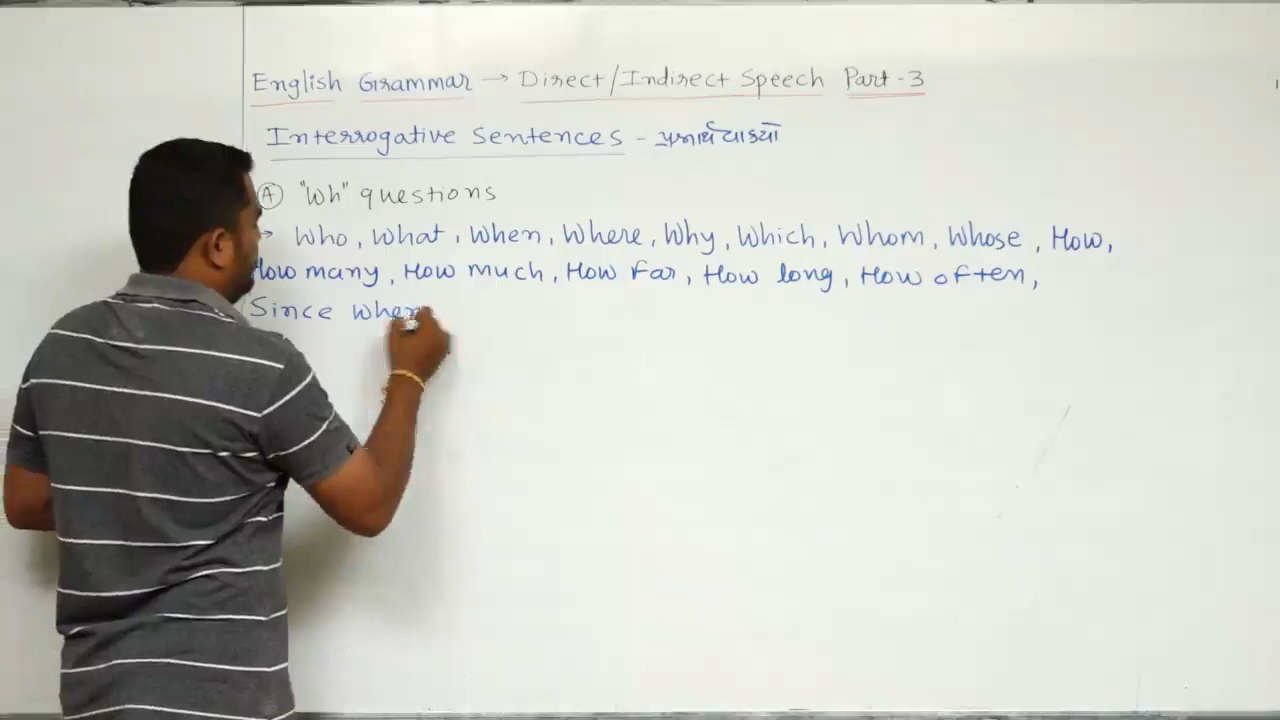 English Grammar → Direct/Indirect Speech Part-3
Interrogative Sentences - પ્રશ્નાર્થ વાક્યો
Ⓐ "Wh" questions
→ Who, What, When, Where, Why, Which, Whom, Whose, How,
How many, How much, How far, How long, How often,
Since when